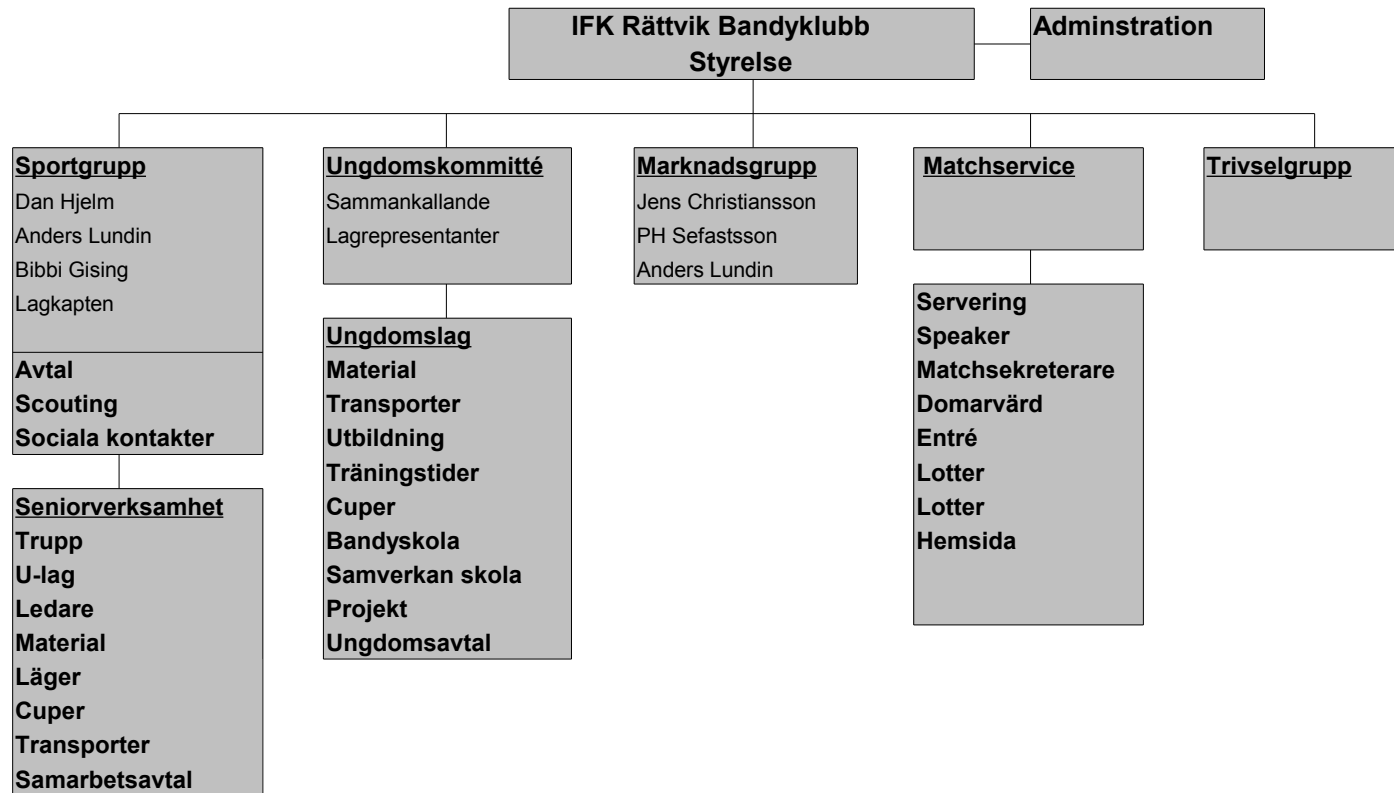 IFK Rättvik Bandyklubb
Styrelse
Adminstration
Sportgrupp
Dan Hjelm
Anders Lundin
Bibbi Gising
Lagkapten
Avtal
Scouting
Sociala kontakter
Seniorverksamhet
Trupp
U-lag
Ledare
Material
Läger
Cuper
Transporter
Samarbetsavtal
Ungdomskommitté
Sammankallande
Lagrepresentanter
Ungdomslag
Material
Transporter
Utbildning
Träningstider
Cuper
Bandyskola
Samverkan skola
Projekt
Ungdomsavtal
Marknadsgrupp
Jens Christiansson
PH Sefastsson
Anders Lundin
Matchservice
Servering
Speaker
Matchsekreterare
Domarvärd
Entré
Lotter
Lotter
Hemsida
Trivselgrupp